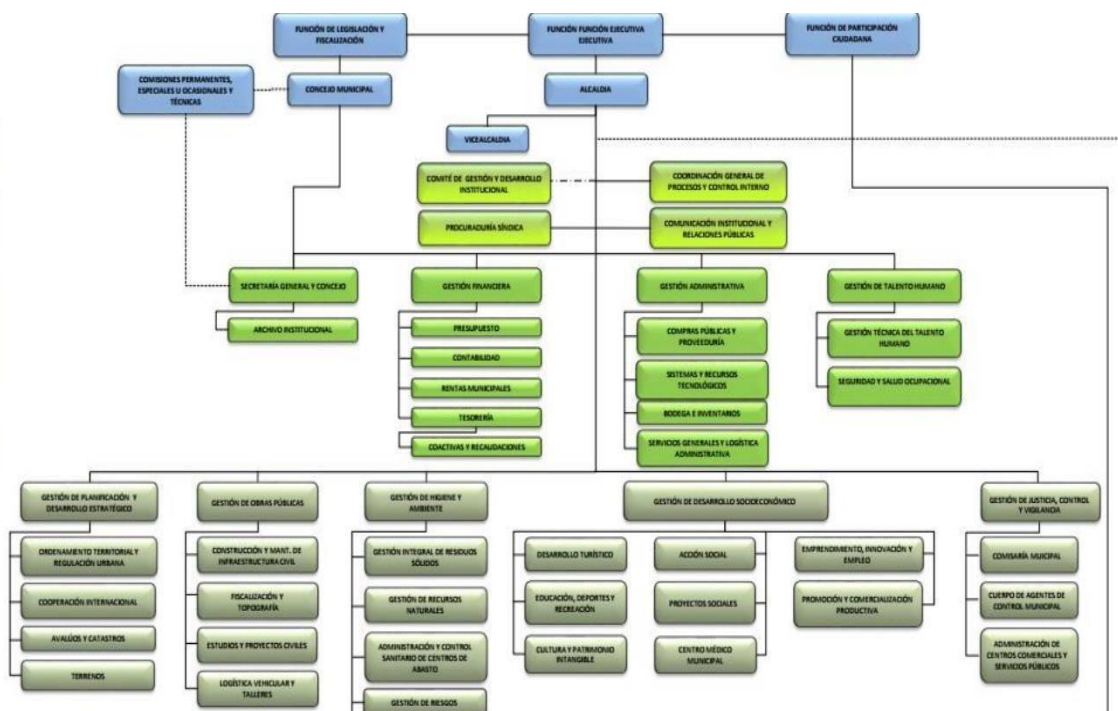 FUNCIÓN DE LEGISLACIÓN Y
FISCALIZACIÓN
FUNCIÓN FUNCIÓN EJECUTIVA
EJECUTIVA
FUNCIÓN DE PARTICIPACIÓN
CIUDADANA
COMISIONES PERMANENTES,
ESPECIALES U OCASIONALES Y
TÉCNICAS
CONCEJO MUNICIPAL
ALCALDIA
VICEALCALDIA
COMITÉ DE GESTIÓN Y DESARROLLO
INSTITUCIONAL
COORDINACIÓN GENERAL DE
PROCESOS Y CONTROL INTERNO
PROCURADURÍA SÍNDICA
COMUNICACIÓN INSTITUCIONAL Y
RELACIONES PÚBLICAS
SECRETARÍA GENERAL Y CONCEJO
ARCHIVO INSTITUCIONAL
GESTIÓN FINANCIERA
PRESUPUESTO
CONTABILIDAD
RENTAS MUNICIPALES
TESORERÍA
COACTIVAS Y RECAUDACIONES
GESTIÓN ADMINISTRATIVA
COMPRAS PÚBLICAS Y
PROVEEDURÍA
SISTEMAS Y RECURSOS
TECNOLÓGICOS
BODEGA E INVENTARIOS
SERVICIOS GENERALES Y LOGÍSTICA
ADMINISTRATIVA
GESTIÓN DE TALENTO HUMANO
GESTIÓN TÉCNICA DEL TALENTO
HUMANO
SEGURIDAD Y SALUD OCUPACIONAL
GESTIÓN DE PLANIFICACIÓN Y
DESARROLLO ESTRATÉGICO
ORDENAMIENTO TERRITORIAL Y
REGULACIÓN URBANA
COOPERACIÓN INTERNACIONAL
AVALÚOS Y CATASTROS
TERRENOS
GESTIÓN DE OBRAS PÚBLICAS
CONSTRUCCIÓN Y MANT. DE
INFRAESTRUCTURA CIVIL
FISCALIZACIÓN Y
TOPOGRAFÍA
ESTUDIOS Y PROYECTOS CIVILES
LOGÍSTICA VEHICULAR Y
TALLERES
GESTIÓN DE HIGIENE Y
AMBIENTE
GESTIÓN INTEGRAL DE RESIDUOS
SÓLIDOS
GESTIÓN DE RECURSOS
NATURALES
ADMINISTRACIÓN Y CONTROL
SANITARIO DE CENTROS DE
ABASTO
GESTIÓN DE RIESGOS
GESTIÓN DE DESARROLLO SOCIOECONÓMICO
DESARROLLO TURÍSTICO
EDUCACIÓN, DEPORTES Y
RECREACIÓN
CULTURA Y PATRIMONIO
INTANGIBLE
ACCIÓN SOCIAL
PROYECTOS SOCIALES
CENTRO MÉDICO
MUNICIPAL
EMPRENDIMIENTO, INNOVACIÓN Y
EMPLEO
PROMOCIÓN Y COMERCIALIZACIÓN
PRODUCTIVA
GESTIÓN DE JUSTICIA, CONTROL
Y VIGILANCIA
COMISARÍA MUICIPAL
CUERPO DE AGENTES DE
CONTROL MUNICIPAL
ADMINISTRACIÓN DE
CENTROS COMERCIALES Y
SERVICIOS PÚBLICOS